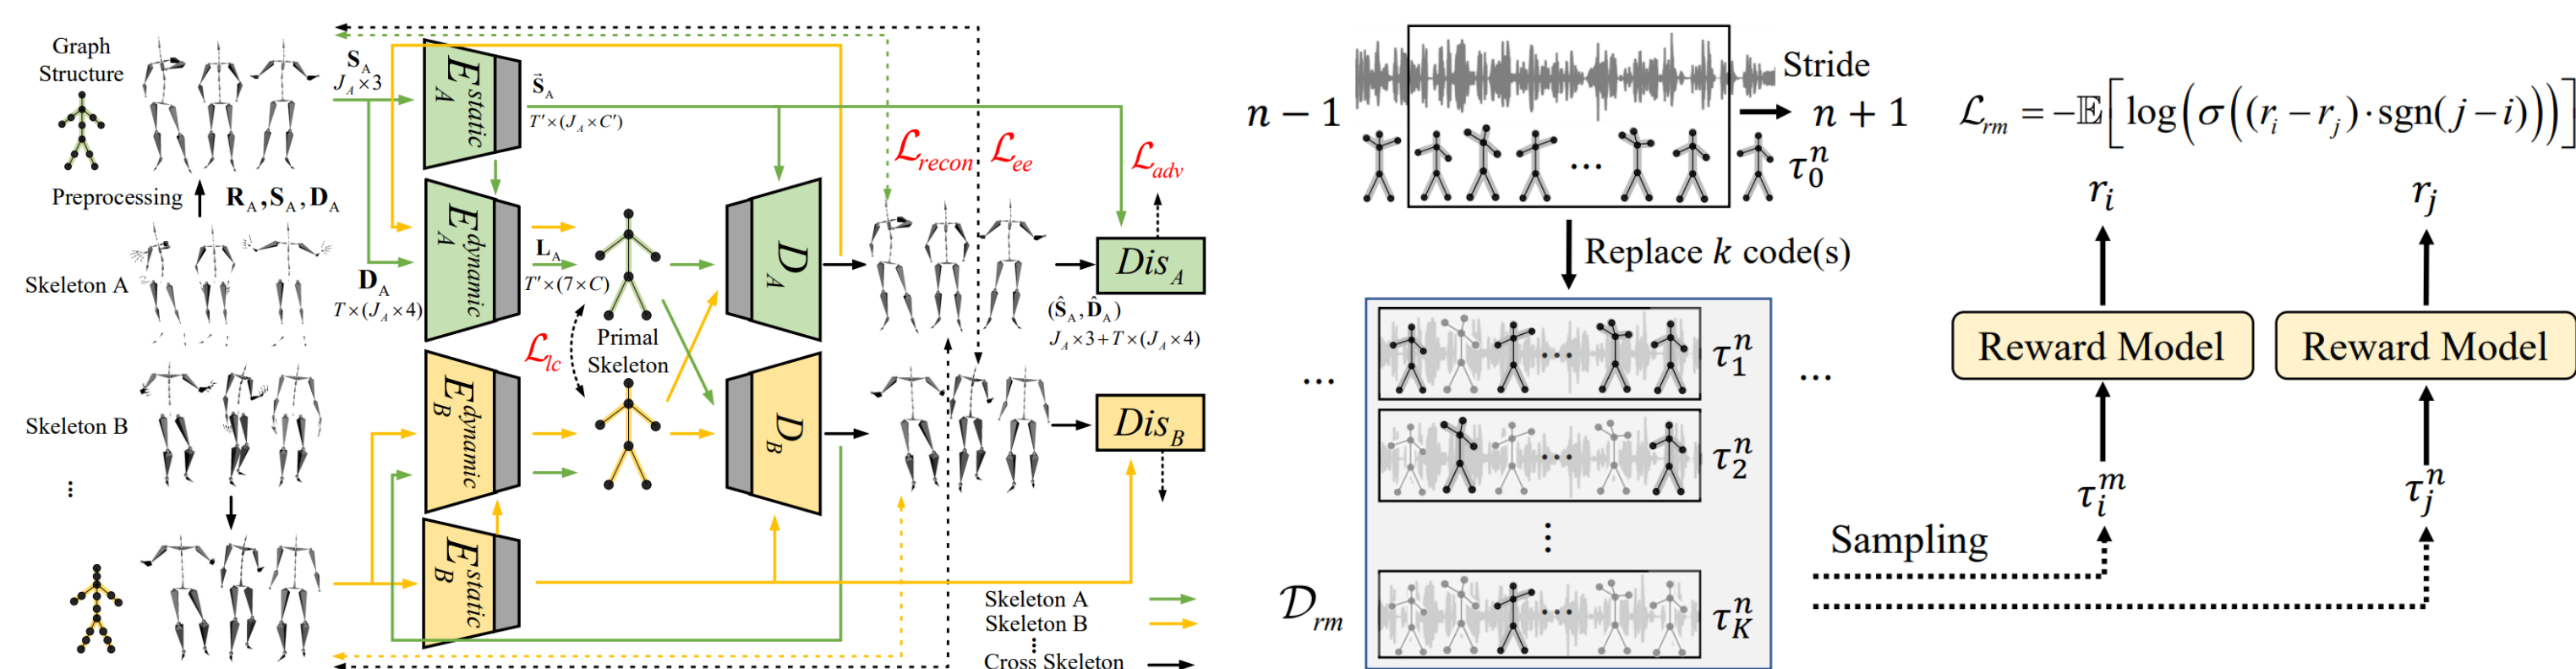 Graph
Structure
Preprocessing
R_A, S_A, D_A
Skeleton A
Skeleton B
⋮
S_A
J_A×3
D_A
T×(J_A×4)
E_A^static
E_A^dynamic
E_B^dynamic
E_B^static
S⃗_A
T′×(J_A×C′)
L_A
T′×(7×C)
ℒ_lc
Primal
Skeleton
D_A
D_B
ℒ_recon
ℒ_ee
ℒ_adv
Dis_A
(Ŝ_A, D̂_A)
J_A×3+T×(J_A×4)
Dis_B
Skeleton A
Skeleton B
⋮
Cross Skeleton
n − 1
Stride
n + 1
...
τ_0^n
Replace k code(s)
...
...
τ_1^n
...
τ_2^n
⋮
...
τ_K^n
...
𝒟_rm
Sampling
ℒ_rm = −𝔼[log(σ((r_i − r_j)·sgn(j − i)))]
r_i
r_j
Reward Model
Reward Model
τ_i^m
τ_j^n